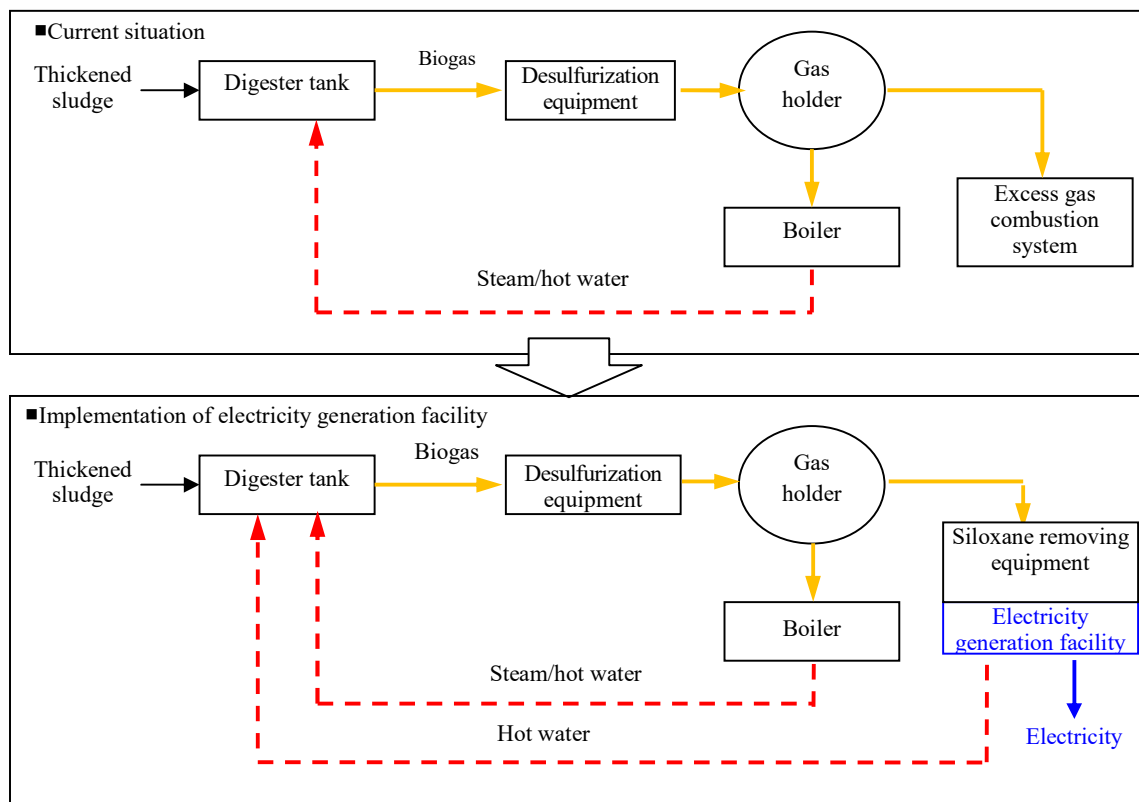 ■Current situation
Thickened
sludge
Digester tank
Biogas
Desulfurization
equipment
Gas
holder
Boiler
Excess gas
combustion
system
Steam/hot water
■Implementation of electricity generation facility
Thickened
sludge
Digester tank
Biogas
Desulfurization
equipment
Gas
holder
Siloxane removing
equipment
Boiler
Electricity
generation facility
Steam/hot water
Hot water
Electricity